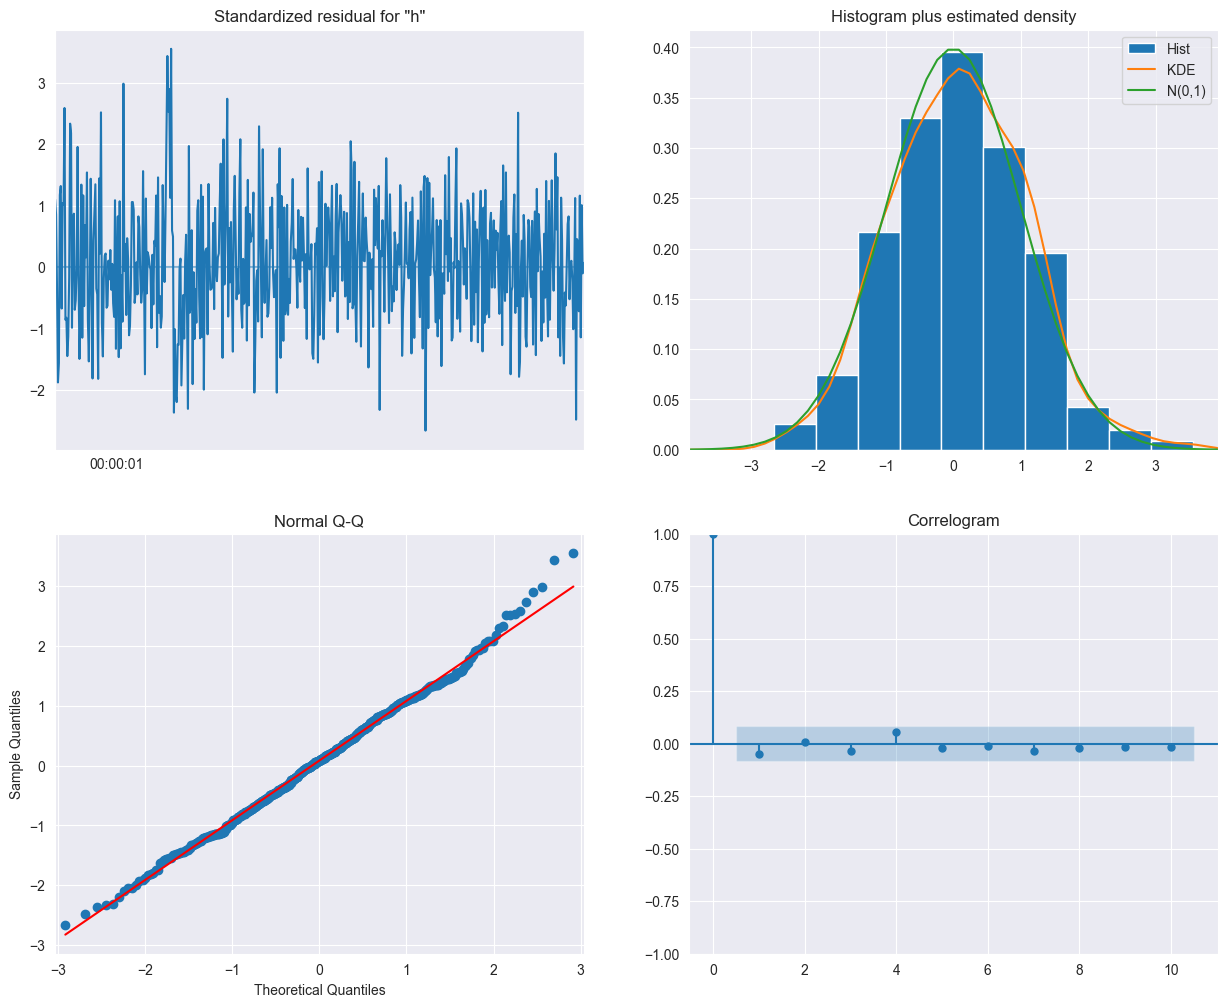 Standardized residual for "h"
3
2
1
0
−1
−2
00:00:01
Histogram plus estimated density
0.40
0.35
0.30
0.25
0.20
0.15
0.10
0.05
0.00
−3 −2 −1 0 1 2 3
Hist
KDE
N(0,1)
Normal Q-Q
Sample Quantiles
3
2
1
0
−1
−2
−3
−3 −2 −1 0 1 2 3
Theoretical Quantiles
Correlogram
1.00
0.75
0.50
0.25
0.00
−0.25
−0.50
−0.75
−1.00
0 2 4 6 8 10